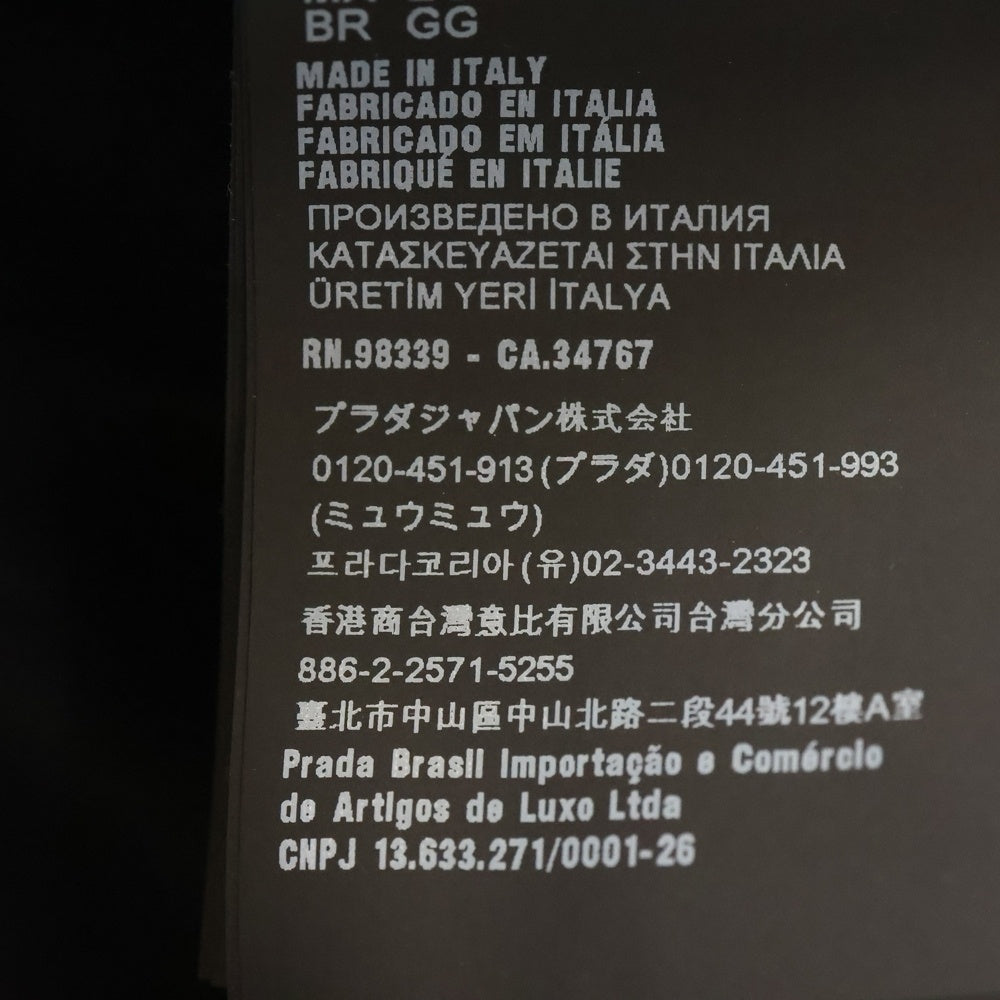 BR GG
MADE IN ITALY
FABRICADO EN ITALIA
FABRICADO EM ITÁLIA
FABRIQUÉ EN ITALIE
ПРОИЗВЕДЕНО В ИТАПИЯ
ΚΑΤΑΣΚΕΥΑΖΕΤΑΙ ΣΤΗΝ ΙΤΑΛΙΑ
ÜRETİM YERİ İTALYA
RN.98339 - CA.34767
プラダジャパン株式会社
0120-451-913(プラダ)0120-451-993
(ミュウミュウ)
프라다코리아(유)02-3443-2323
香港商台灣意比有限公司台灣分公司
886-2-2571-5255
臺北市中山區中山北路二段44號12樓A室
Prada Brasil Importação e Comércio
de Artigos de Luxo Ltda
CNPJ 13.633.271/0001-26